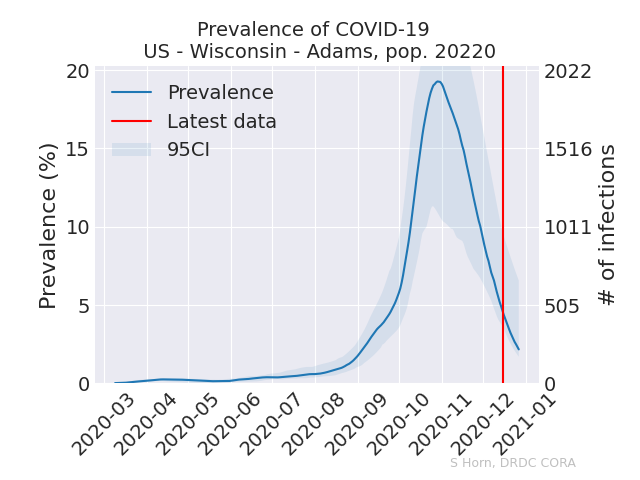 Prevalence of COVID-19
US - Wisconsin - Adams, pop. 20220
Prevalence
Latest data
95CI
Prevalence (%)
20
15
10
5
0
2022
1516
1011
505
0
# of infections
2020-03
2020-04
2020-05
2020-06
2020-07
2020-08
2020-09
2020-10
2020-11
2020-12
2021-01
S Horn, DRDC CORA